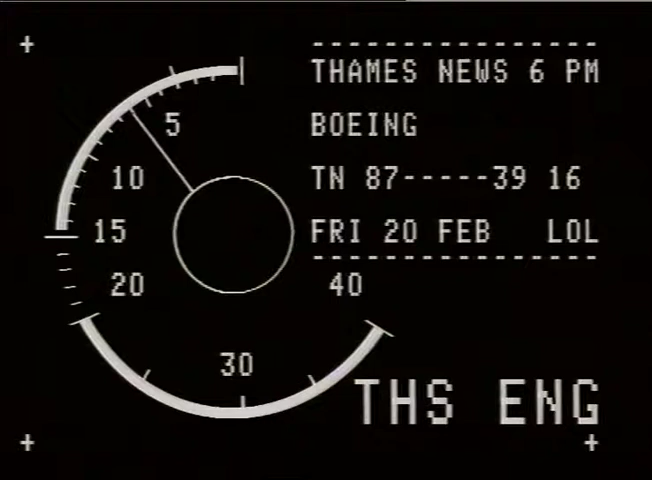 THAMES NEWS 6 PM
BOEING
TN 87-----39 16
FRI 20 FEB LOL
5
10
15
20
30
40
THS ENG